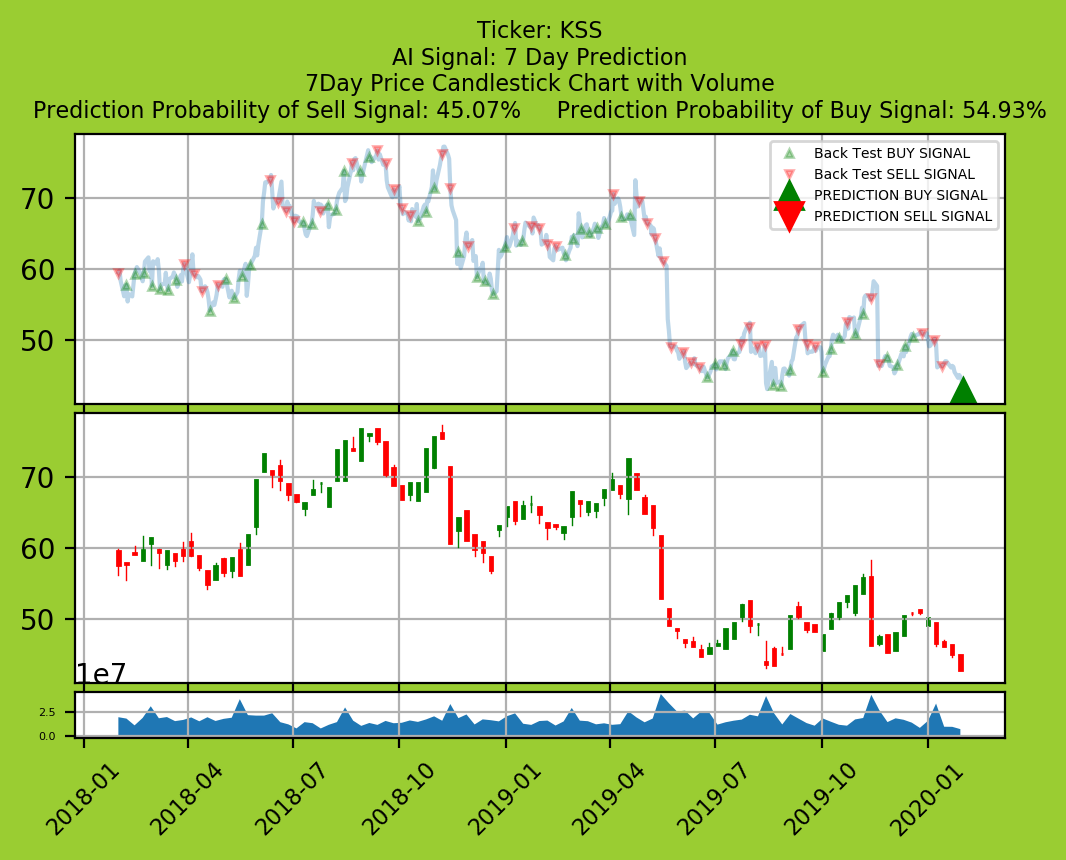 Ticker: KSS
AI Signal: 7 Day Prediction
7Day Price Candlestick Chart with Volume
Prediction Probability of Sell Signal: 45.07% Prediction Probability of Buy Signal: 54.93%
Back Test BUY SIGNAL
Back Test SELL SIGNAL
PREDICTION BUY SIGNAL
PREDICTION SELL SIGNAL
70
60
50
70
60
50
1e7
2.5
0.0
2018-01 2018-04 2018-07 2018-10 2019-01 2019-04 2019-07 2019-10 2020-01